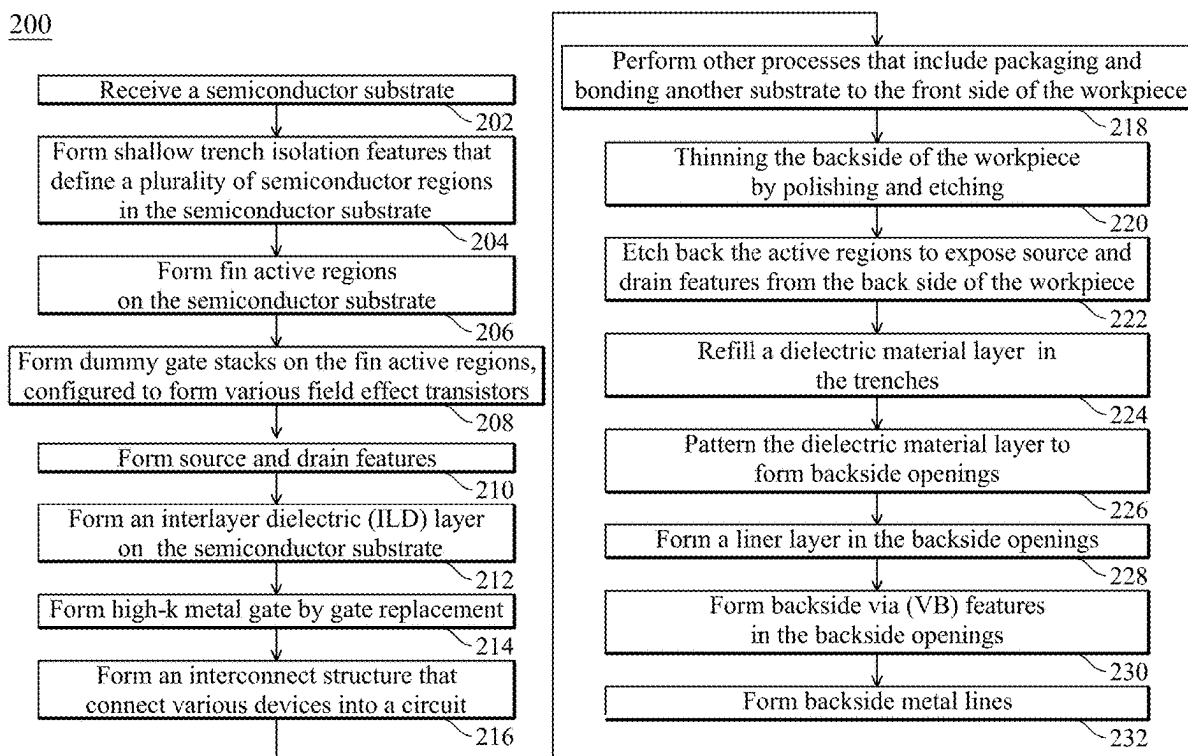 200
Receive a semiconductor substrate
202
Form shallow trench isolation features that
define a plurality of semiconductor regions
in the semiconductor substrate
204
Form fin active regions
on the semiconductor substrate
206
Form dummy gate stacks on the fin active regions,
configured to form various field effect transistors
208
Form source and drain features
210
Form an interlayer dielectric (ILD) layer
on the semiconductor substrate
212
Form high-k metal gate by gate replacement
214
Form an interconnect structure that
connect various devices into a circuit
216
Perform other processes that include packaging and
bonding another substrate to the front side of the workpiece
218
Thinning the backside of the workpiece
by polishing and etching
220
Etch back the active regions to expose source and
drain features from the back side of the workpiece
222
Refill a dielectric material layer in
the trenches
224
Pattern the dielectric material layer to
form backside openings
226
Form a liner layer in the backside openings
228
Form backside via (VB) features
in the backside openings
230
Form backside metal lines
232